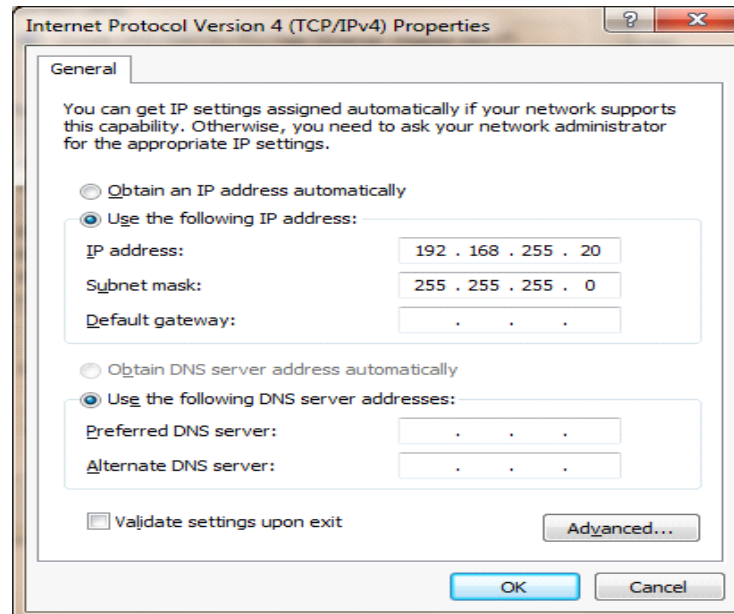 Internet Protocol Version 4 (TCP/IPv4) Properties
General
You can get IP settings assigned automatically if your network supports
this capability. Otherwise, you need to ask your network administrator
for the appropriate IP settings.
Obtain an IP address automatically
Use the following IP address:
IP address: 192 . 168 . 255 . 20
Subnet mask: 255 . 255 . 255 . 0
Default gateway: . . .
Obtain DNS server address automatically
Use the following DNS server addresses:
Preferred DNS server: . . .
Alternate DNS server: . . .
Validate settings upon exit
Advanced...
OK Cancel